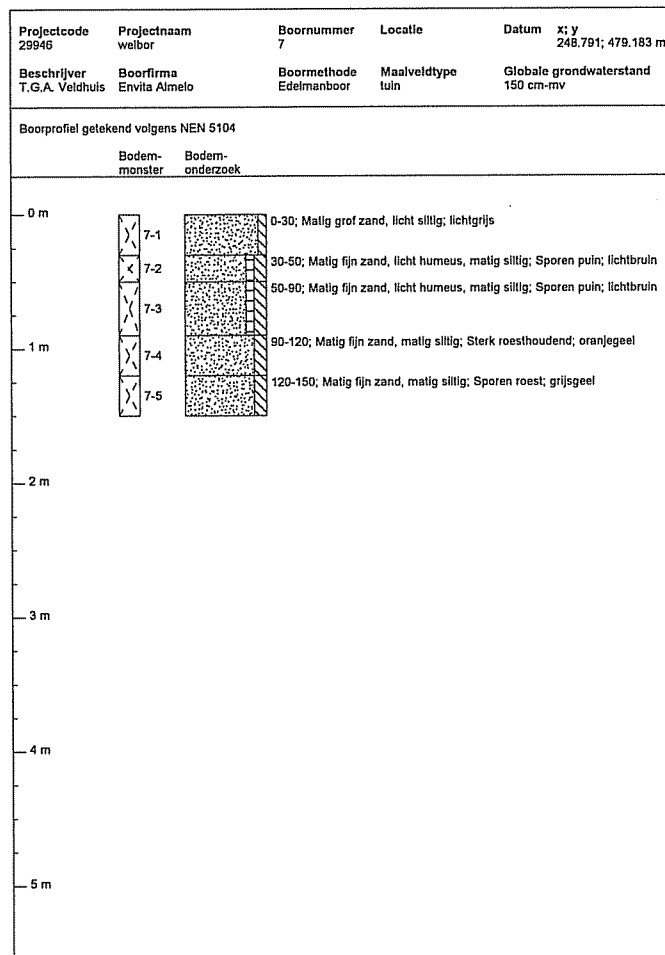 Projectcode Projectnaam Boornummer Locatie Datum x; y
29946 welbor 7 248.791; 479.183 m
Beschrijver Boorfirma Boormethode Maaiveldtype Globale grondwaterstand
T.G.A. Veldhuis Envita Almelo Edelmanboor tuin 150 cm-mv
Boorprofiel getekend volgens NEN 5104
Bodem- Bodem-
monster onderzoek
0 m 0-30; Matig grof zand, licht siltig; lichtgrijs
7-1
30-50; Matig fijn zand, licht humeus, matig siltig; Sporen puin; lichtbruin
7-2
50-90; Matig fijn zand, licht humeus, matig siltig; Sporen puin; lichtbruin
7-3
90-120; Matig fijn zand, matig siltig; Sterk roesthoudend; oranjegeel
1 m 7-4
120-150; Matig fijn zand, matig siltig; Sporen roest; grijsgeel
7-5
2 m
3 m
4 m
5 m